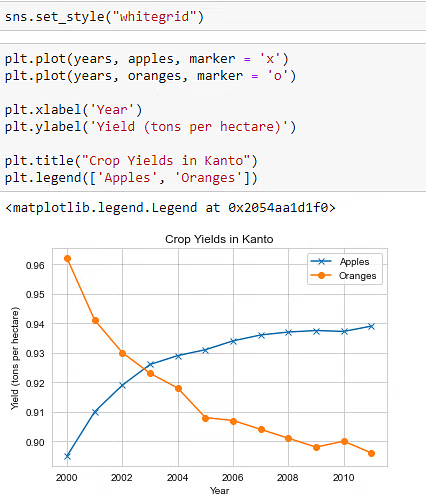 sns.set_style("whitegrid")
plt.plot(years, apples, marker = 'x')
plt.plot(years, oranges, marker = 'o')
plt.xlabel('Year')
plt.ylabel('Yield (tons per hectare)')
plt.title("Crop Yields in Kanto")
plt.legend(['Apples', 'Oranges'])
<matplotlib.legend.Legend at 0x2054aa1d1f0>
Crop Yields in Kanto
Apples
Oranges
Yield (tons per hectare)
0.96
0.95
0.94
0.93
0.92
0.91
0.90
2000 2002 2004 2006 2008 2010
Year